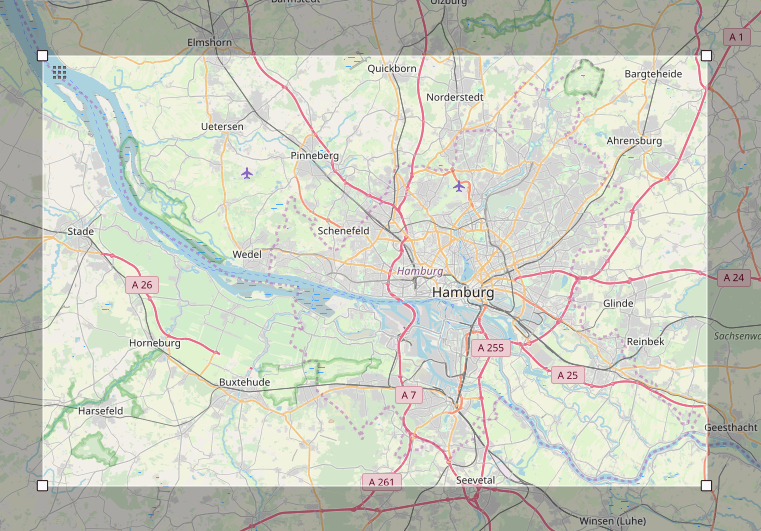 Barmstedt
Elmshorn
A 1
Quickborn
Bargteheide
Norderstedt
Uetersen
Ahrensburg
Pinneberg
Stade
Schenefeld
Wedel
Hamburg
A 24
A 26
Hamburg
Glinde
Horneburg
A 255
Reinbek
A 25
Buxtehude
A 7
Harsefeld
Geesthacht
A 261
Seevetal
Winsen (Luhe)